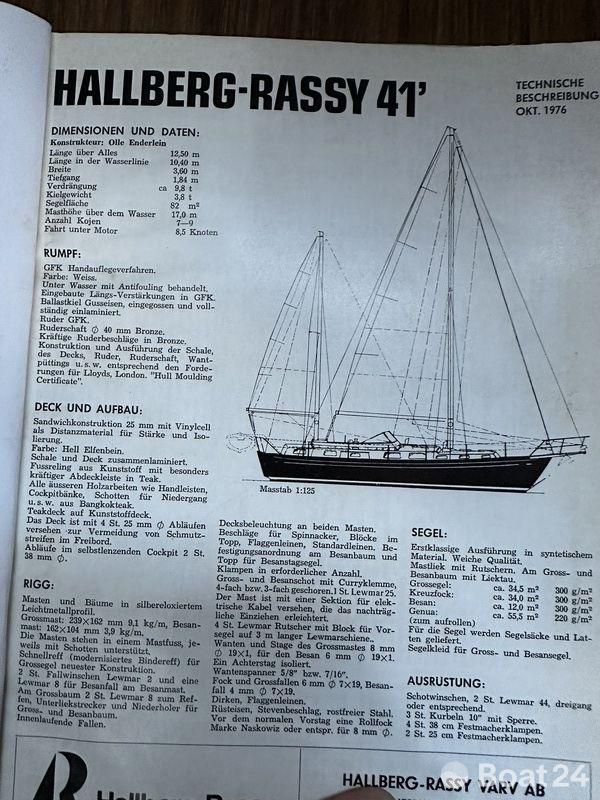 HALLBERG-RASSY 41'
TECHNISCHE
BESCHREIBUNG
OKT. 1976
DIMENSIONEN UND DATEN:
Konstrukteur: Olle Enderlein
Länge über Alles 12,50 m
Länge in der Wasserlinie 10,40 m
Breite 3,60 m
Tiefgang 1,84 m
Verdrängung ca 9,8 t
Kielgewicht 3,8 t
Segelfläche 82 m²
Masthöhe über dem Wasser 17,0 m
Anzahl Kojen 7—9
Fahrt unter Motor 8,5 Knoten
RUMPF:
GFK Handauflegeverfahren.
Farbe: Weiss.
Unter Wasser mit Antifouling behandelt.
Eingebaute Längs-Verstärkungen in GFK.
Ballastkiel Gusseisen, eingegossen und voll-
ständig einlaminiert.
Ruder GFK.
Ruderschaft ϕ 40 mm Bronze.
Kräftige Ruderbeschläge in Bronze.
Konstruktion und Ausführung der Schale,
des Decks, Ruder, Ruderschaft, Want-
püttings u.s.w. entsprechend den Forde-
rungen für Lloyds, London. "Hull Moulding
Certificate".
DECK UND AUFBAU:
Sandwichkonstruktion 25 mm mit Vinylcell
als Distanzmaterial für Stärke und Iso-
lierung.
Farbe: Hell Elfenbein.
Schale und Deck zusammenlaminiert.
Fussreling aus Kunststoff mit besonders
kräftiger Abdeckleiste in Teak.
Alle äusseren Holzarbeiten wie Handleisten,
Cockpitbänke, Schotten für Niedergang
u.s.w. aus Bangkokteak.
Teakdeck auf Kunststoffdeck.
Das Deck ist mit 4 St. 25 mm ϕ Abläufen
versehen zur Vermeidung von Schmutz-
streifen im Freibord.
Abläufe im selbstlenzenden Cockpit 2 St.
38 mm ϕ.
RIGG:
Masten und Bäume in silbereloxiertem
Leichtmetallprofil.
Grossmast: 239×162 mm 9,1 kg/m, Besan-
mast: 162×104 mm 3,9 kg/m.
Die Masten stehen in einem Mastfuss, je-
weils mit Schotten unterstützt.
Schnellreff (modernisiertes Bindereff) für
Grossegel neuester Konstruktion.
2 St. Fallwinschen Lewmar 2 und eine
Lewmar 8 für Besanfall am Besanmast.
Am Grossbaum 2 St. Lewmar 8 zum Ref-
fen, Unterliekstrecker und Niederholer für
Gross- und Besanbaum.
Innenlaufende Fallen.
Masstab 1:125
Decksbeleuchtung an beiden Masten.
Beschläge für Spinnacker, Blöcke im
Topp, Flaggenleinen, Standardleinen. Be-
festigungsanordnung am Besanbaum und
Topp für Besanstagsegel.
Klampen in erforderlicher Anzahl.
Gross- und Besanschot mit Curryklemme,
4-fach bzw. 3-fach geschoren. 1 St. Lewmar 25.
Der Mast ist mit einer Sektion für elek-
trische Kabel versehen, die das nachträg-
liche Einziehen erleichtert.
4 St. Lewmar Rutscher mit Block für Vor-
segel auf 3 m langer Lewmarschiene.
Wanten und Stage des Grossmastes 8 mm
ϕ 19×1, für den Besan 6 mm ϕ 19×1.
Ein Achterstag isoliert.
Wantenspanner 5/8" bzw. 7/16".
Fock und Grossfallen 6 mm ϕ 7×19, Besan-
fall 4 mm ϕ 7×19.
Dirken, Flaggenleinen.
Rüsteisen, Stevenbeschlag, rostfreier Stahl.
Vor dem normalen Vorstag eine Rollfock
Marke Naskowiz oder entspr. für 8 mm ϕ.
SEGEL:
Erstklassige Ausführung in syntetischem
Material. Weiche Qualität.
Mastliek mit Rutschern. Am Gross- und
Besanbaum mit Liektau.
Grossegel: ca. 34,5 m² 300 g/m²
Kreuzfock: ca. 34,0 m² 300 g/m²
Besan: ca. 12,0 m² 300 g/m²
Genua: ca. 55,5 m² 220 g/m²
(zum aufrollen)
Für die Segel werden Segelsäcke und Lat-
ten geliefert.
Segelkleid für Gross- und Besansegel.
AUSRÜSTUNG:
Schotwinschen, 2 St. Lewmar 44, dreigang
oder entsprechend.
3 St. Kurbeln 10" mit Sperre.
4 St. 38 cm Festmacherklampen.
2 St. 25 cm Festmacherklampen.
HALLBERG-RASSY VARV AB
Boat24